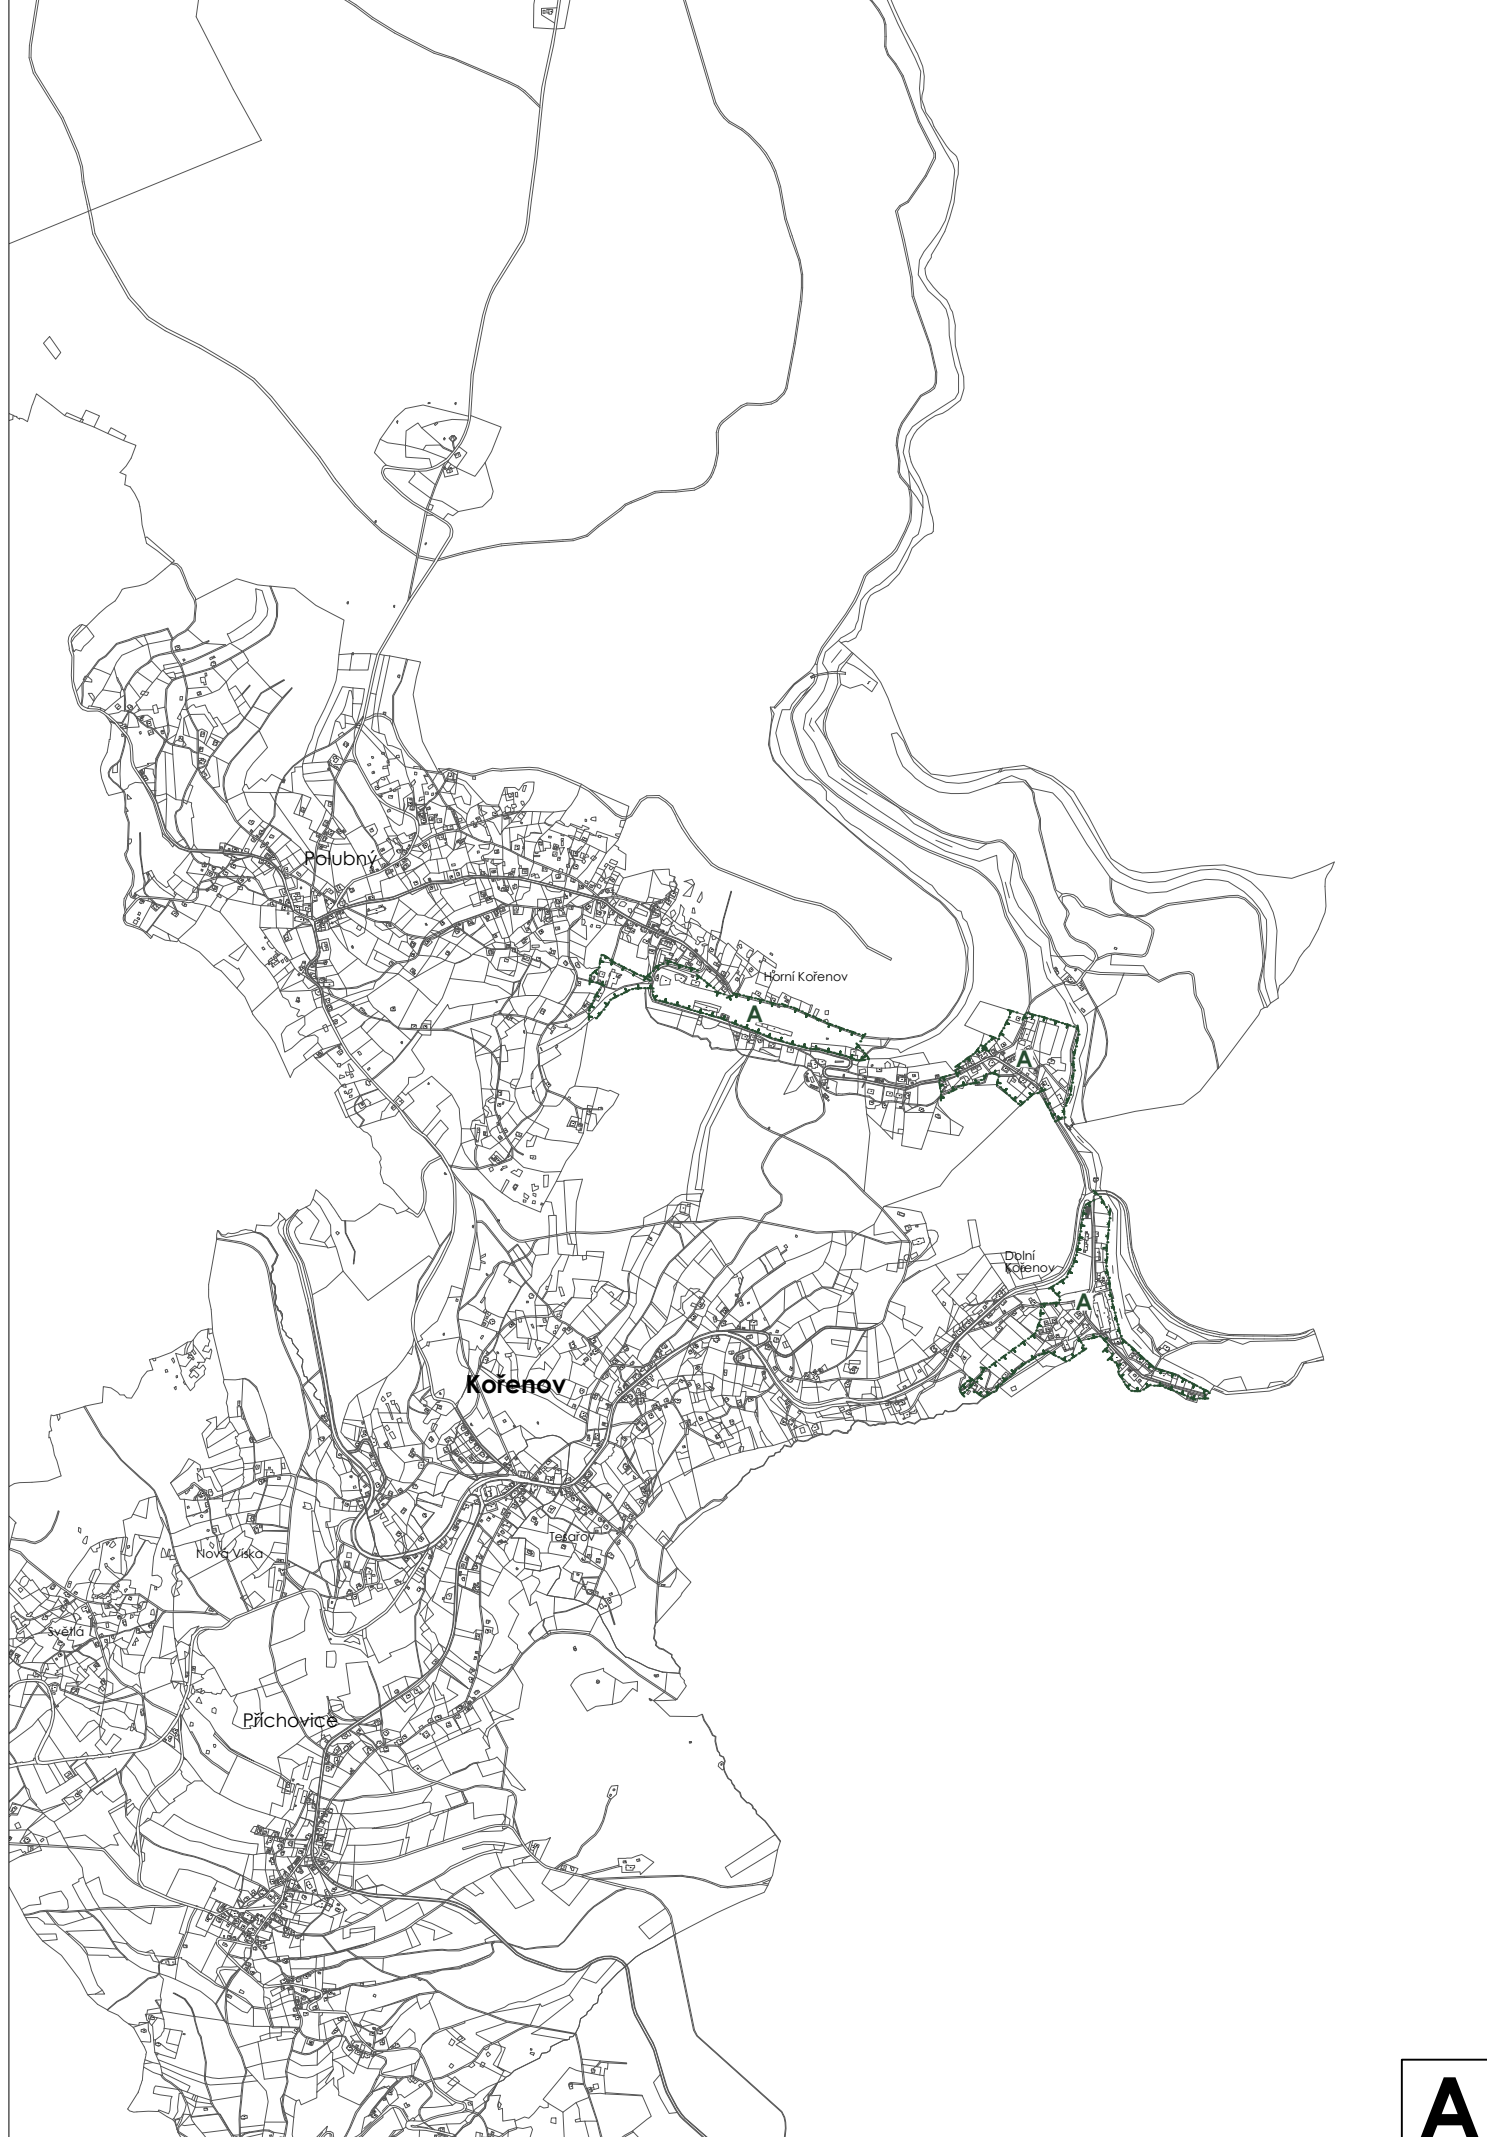 Polubný
Horní Kořenov
A
A
Dolní
Kořenov
A
Kořenov
Tesařov
Nová Víska
Světlá
Příchovice
A